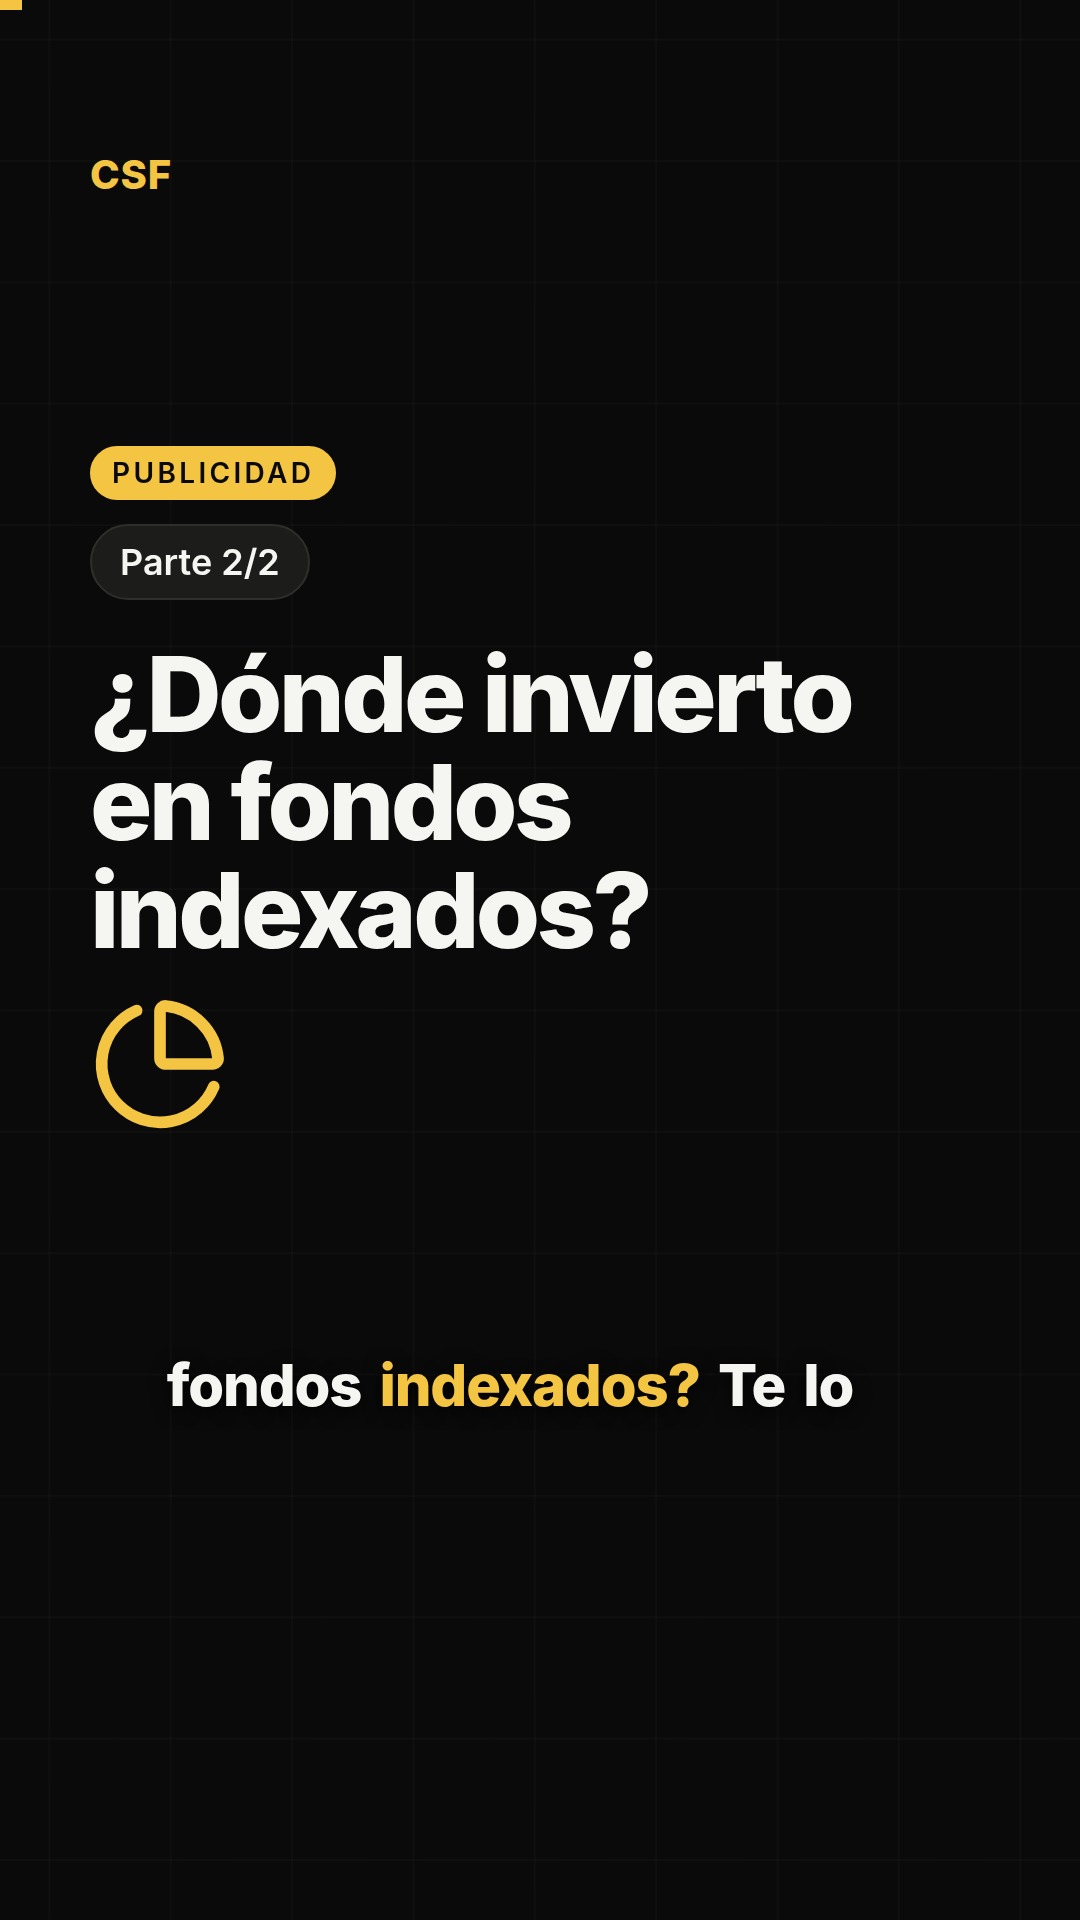 CSF
PUBLICIDAD
Parte 2/2
¿Dónde invierto
en fondos
indexados?
fondos indexados? Te lo